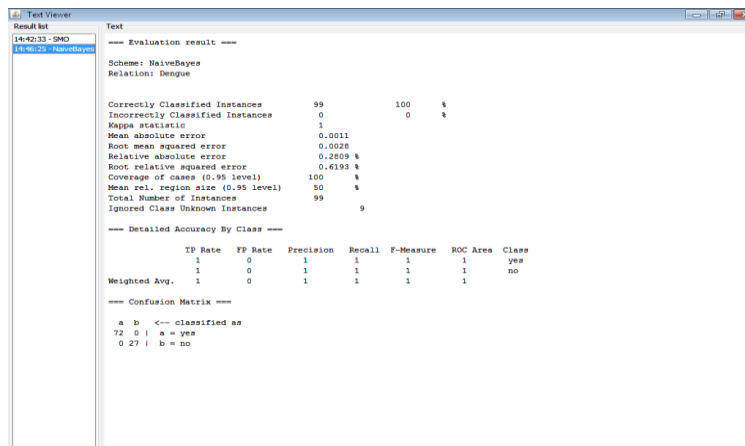 Text Viewer
Result list
Text
14:42:33 - SMO
14:46:25 - NaiveBayes
=== Evaluation result ===
Scheme: NaiveBayes
Relation: Dengue
Correctly Classified Instances 99 100 %
Incorrectly Classified Instances 0 0 %
Kappa statistic 1
Mean absolute error 0.0011
Root mean squared error 0.0028
Relative absolute error 0.2809 %
Root relative squared error 0.6193 %
Coverage of cases (0.95 level) 100 %
Mean rel. region size (0.95 level) 50 %
Total Number of Instances 99
Ignored Class Unknown Instances 9
=== Detailed Accuracy By Class ===
TP Rate FP Rate Precision Recall F-Measure ROC Area Class
1 0 1 1 1 1 yes
1 0 1 1 1 1 no
Weighted Avg. 1 0 1 1 1 1
=== Confusion Matrix ===
a b <-- classified as
72 0 | a = yes
0 27 | b = no